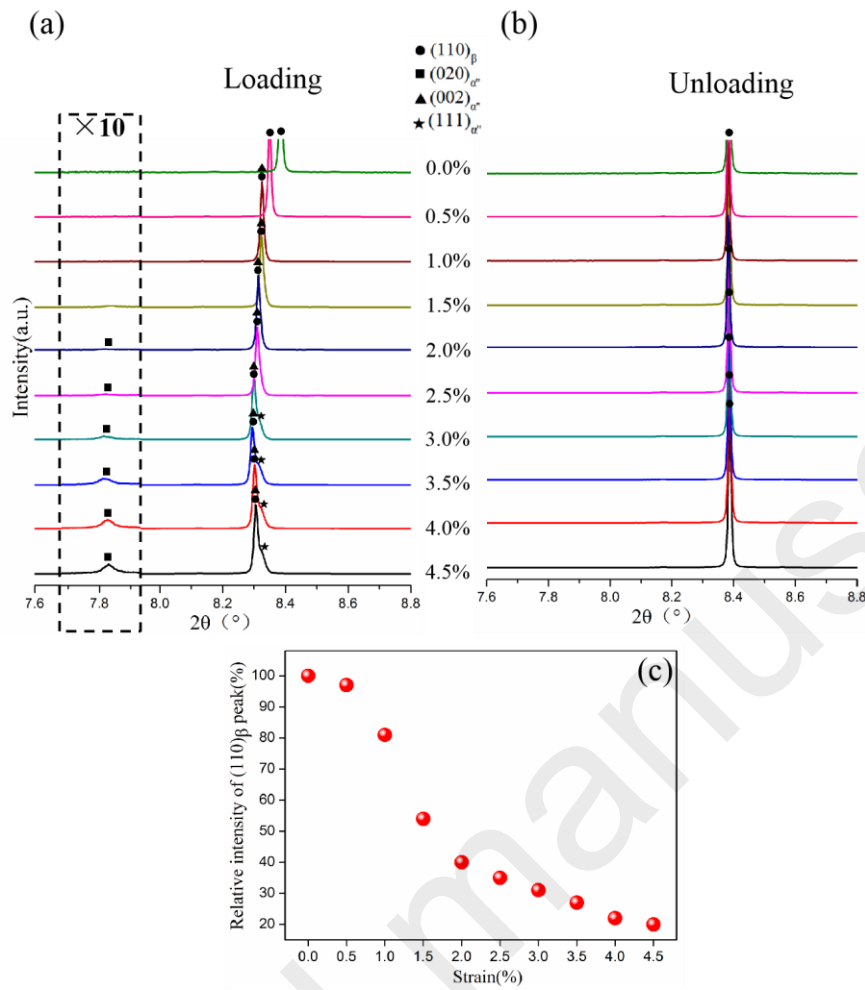 (a)
Loading
×10
● (110)β
■ (020)α"
▲ (002)α"
★ (111)α"
(b)
Unloading
0.0%
0.5%
1.0%
1.5%
2.0%
2.5%
3.0%
3.5%
4.0%
4.5%
Intensity(a.u.)
7.6 7.8 8.0 8.2 8.4 8.6 8.8
2θ (°)
7.6 7.8 8.0 8.2 8.4 8.6 8.8
2θ (°)
(c)
Relative intensity of (110)β peak(%)
100
90
80
70
60
50
40
30
20
0.0 0.5 1.0 1.5 2.0 2.5 3.0 3.5 4.0 4.5
Strain(%)
manus